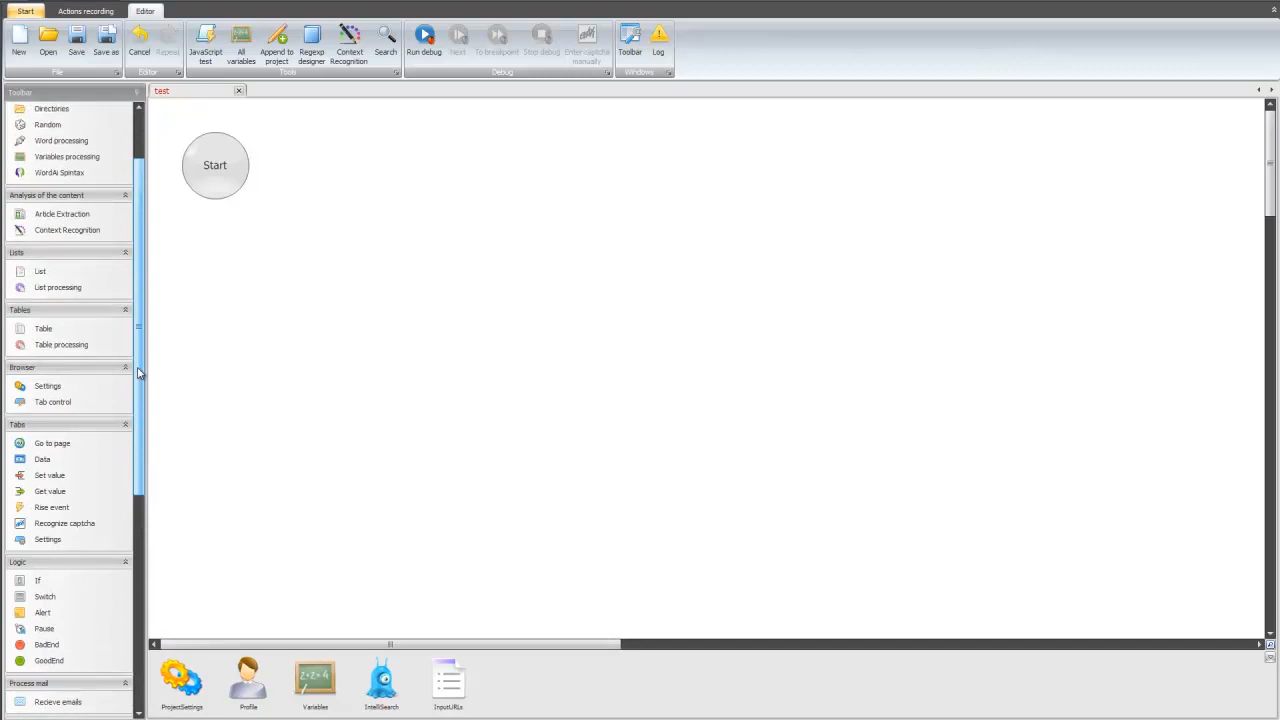 Start Actions recording Editor
New Open Save Save as Cancel Repeat JavaScript test All variables Append to project Regexp designer Context Recognition Search Run debug Next To breakpoint Stop debug Enter captcha manually Toolbar Log
File Editor Tools Debug Windows
Toolbar
test
Directories
Random
Word processing
Variables processing
WordAi Spintax
Analysis of the content
Article Extraction
Context Recognition
Lists
List
List processing
Tables
Table
Table processing
Browser
Settings
Tab control
Tabs
Go to page
Data
Set value
Get value
Rise event
Recognize captcha
Settings
Logic
If
Switch
Alert
Pause
BadEnd
GoodEnd
Process mail
Recieve emails
Start
2+2=4
ProjectSettings Profile Variables IntelliSearch InputURLs